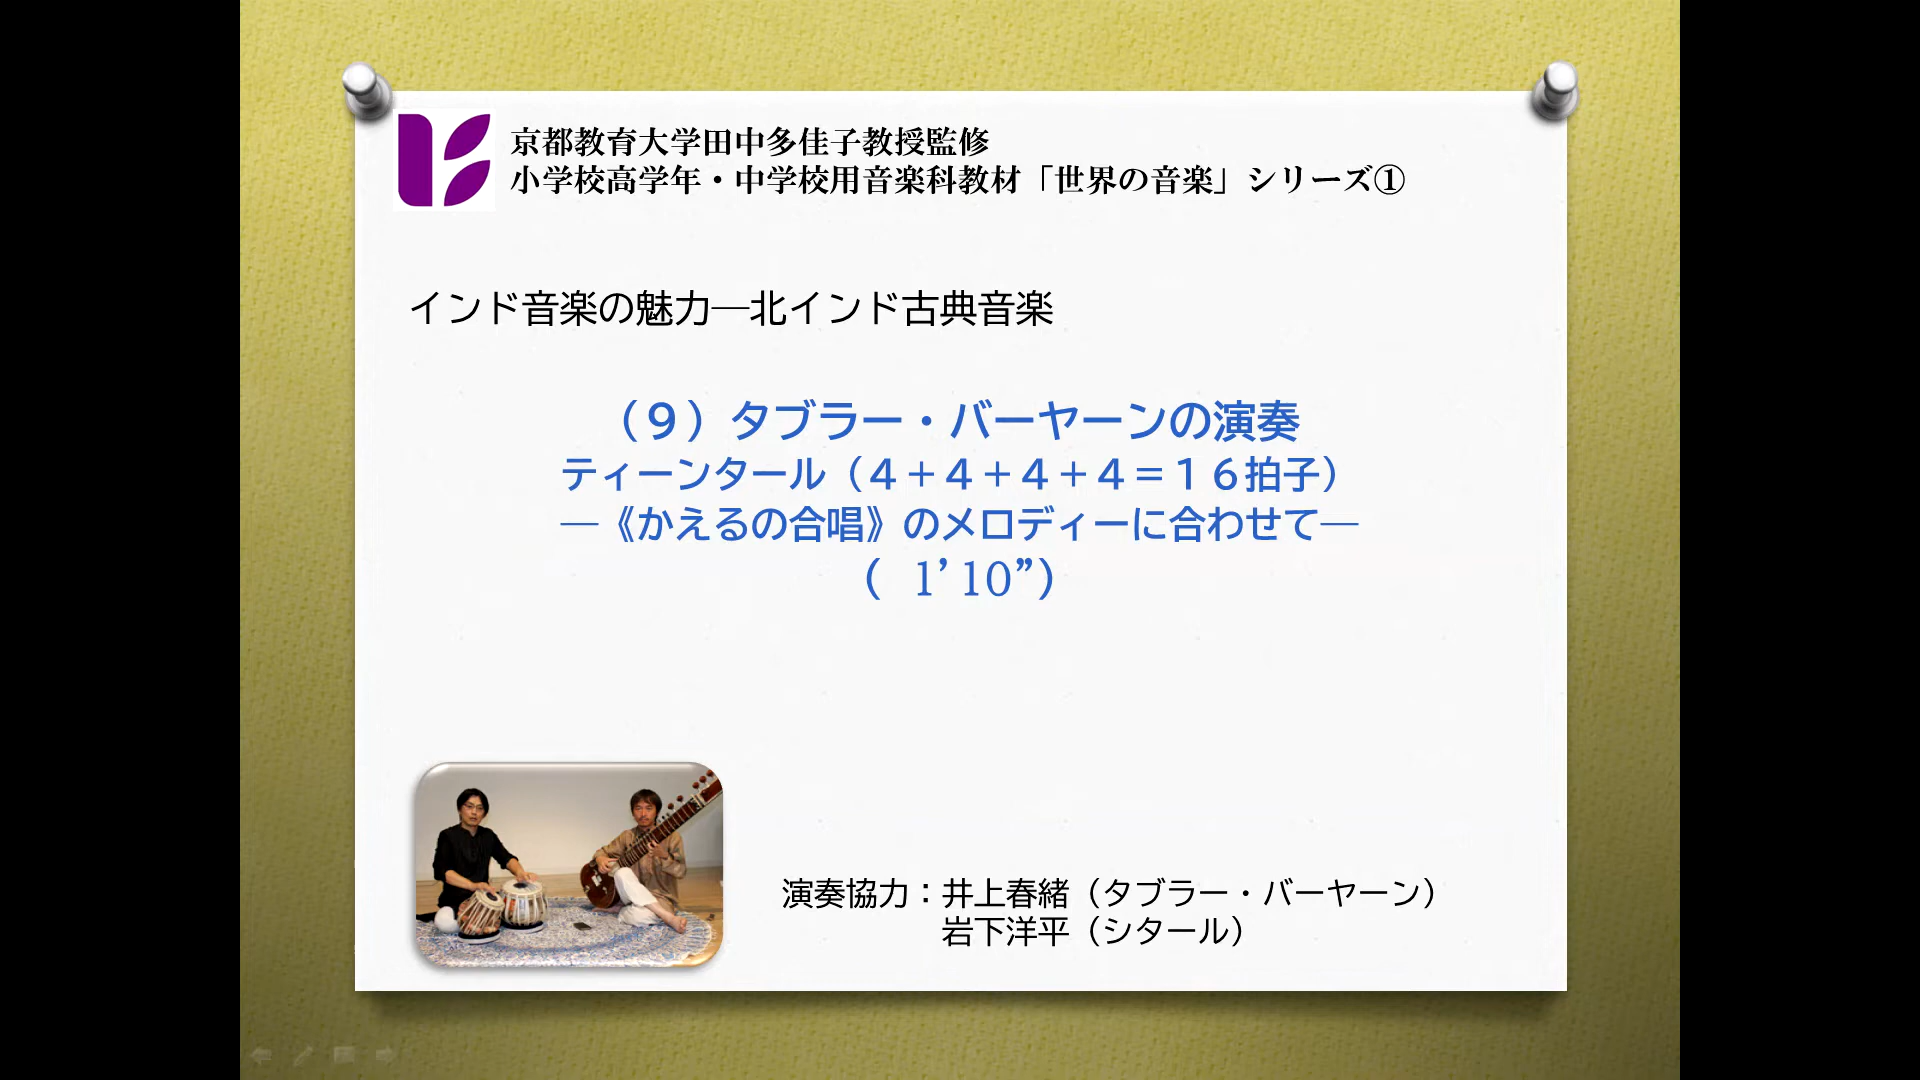 京都教育大学田中多佳子教授監修
小学校高学年・中学校用音楽科教材「世界の音楽」シリーズ①
インド音楽の魅力―北インド古典音楽
（９）タブラー・バーヤーンの演奏
ティーンタール（４＋４＋４＋４＝１６拍子）
―《かえるの合唱》のメロディーに合わせて―
（ 1’10”）
演奏協力：井上春緒（タブラー・バーヤーン）
岩下洋平（シタール）